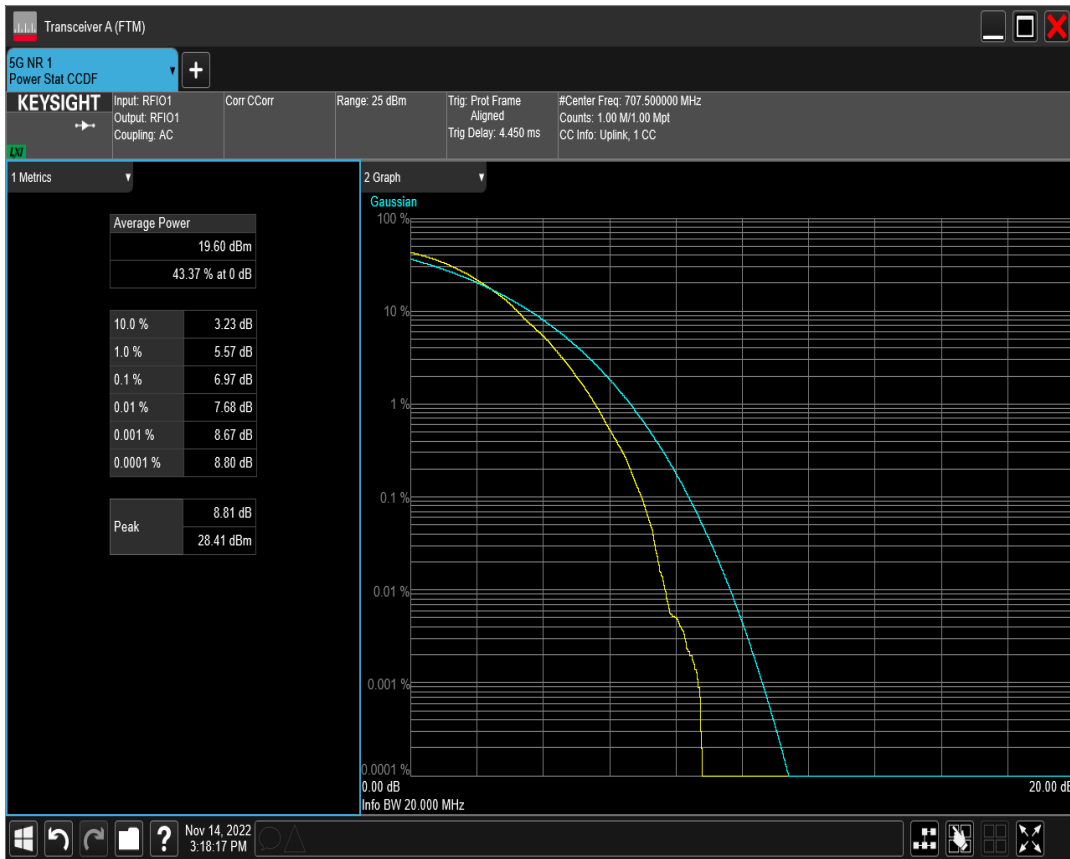 Transceiver A (FTM)
5G NR 1
Power Stat CCDF
+
KEYSIGHT
LXI
Input: RFIO1
Output: RFIO1
Coupling: AC
Corr CCorr
Range: 25 dBm
Trig: Prot Frame
Aligned
Trig Delay: 4.450 ms
#Center Freq: 707.500000 MHz
Counts: 1.00 M/1.00 Mpt
CC Info: Uplink, 1 CC
1 Metrics
Average Power
19.60 dBm
43.37 % at 0 dB
10.0 % 3.23 dB
1.0 % 5.57 dB
0.1 % 6.97 dB
0.01 % 7.68 dB
0.001 % 8.67 dB
0.0001 % 8.80 dB
Peak
8.81 dB
28.41 dBm
2 Graph
Gaussian
100 %
10 %
1 %
0.1 %
0.01 %
0.001 %
0.0001 %
0.00 dB
20.00 dB
Info BW 20.000 MHz
?
Nov 14, 2022
3:18:17 PM